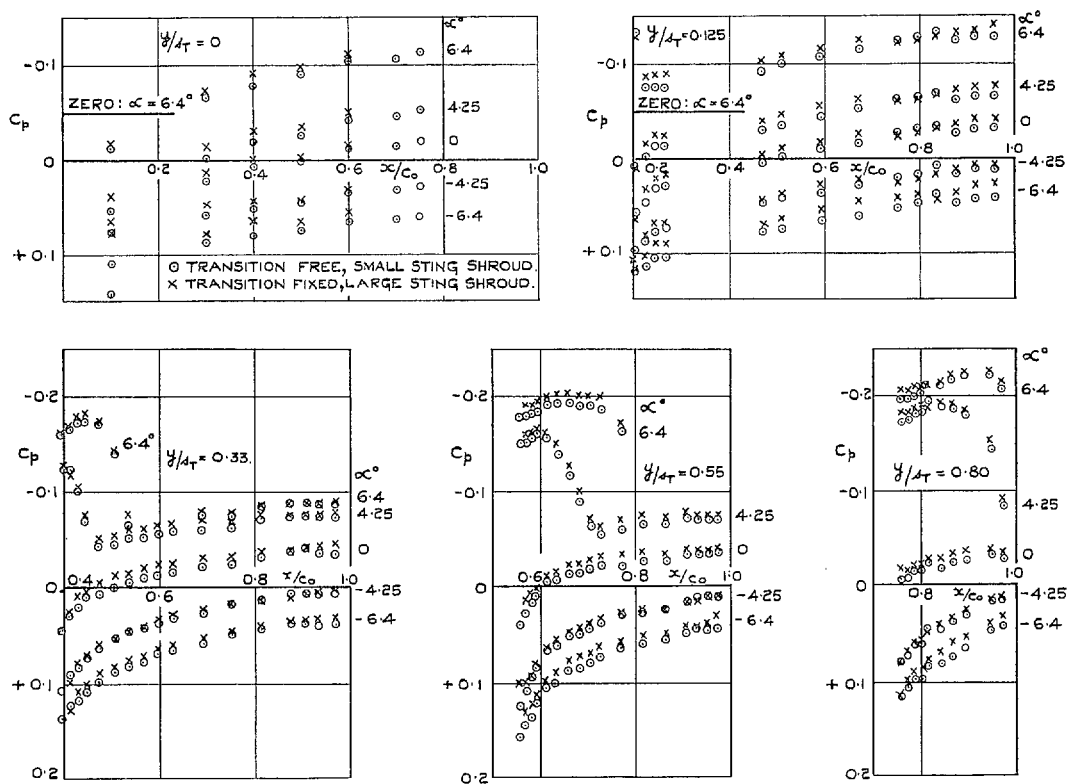 y/s_T = 0
α°
6.4
-0.1
ZERO: α = 6.4°
4.25
C_p
0
0
0.2
0.4
x/c_o
0.6
0.8
1.0
-4.25
-6.4
+0.1
⊙ TRANSITION FREE, SMALL STING SHROUD.
× TRANSITION FIXED, LARGE STING SHROUD.
y/s_T = 0.125
α°
6.4
-0.1
ZERO: α = 6.4°
4.25
C_p
0
0
0.4
0.6
x/c_o
0.8
1.0
-4.25
-6.4
+0.1
-0.2
6.4°
y/s_T = 0.33.
C_p
α°
-0.1
6.4
4.25
0
0
0.4
0.6
0.8
x/c_o
1.0
-4.25
-6.4
+0.1
0.2
-0.2
α°
6.4
C_p
y/s_T = 0.55
-0.1
4.25
0
0
0.6
0.8
x/c_o
1.0
-4.25
-6.4
+0.1
0.2
α°
-0.2
6.4
C_p
y/s_T = 0.80
-0.1
4.25
0
0
0.8
x/c_o
1.0
-4.25
-6.4
+0.1
0.2